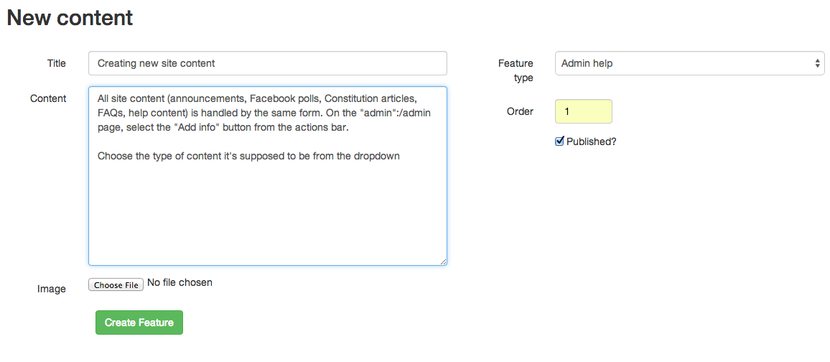 New content
Title
Creating new site content
Content
All site content (announcements, Facebook polls, Constitution articles,
FAQs, help content) is handled by the same form. On the "admin":/admin
page, select the "Add info" button from the actions bar.
Choose the type of content it's supposed to be from the dropdown
Image
Choose File No file chosen
Create Feature
Feature
type
Admin help
Order
1
Published?